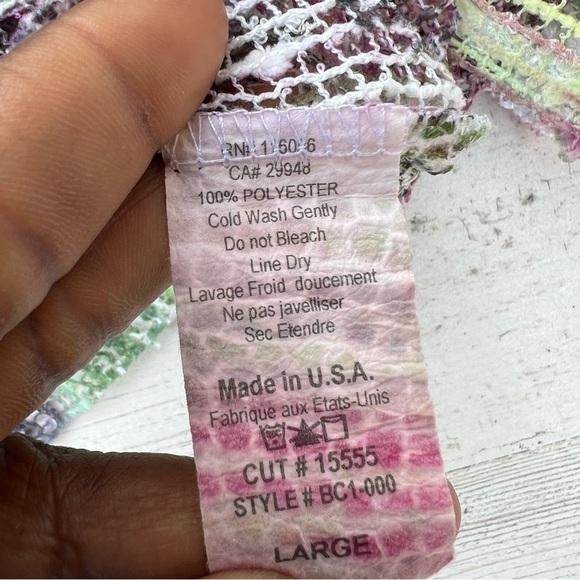 CA# 29948
100% POLYESTER
Cold Wash Gently
Do not Bleach
Line Dry
Lavage Froid doucement
Ne pas javelliser
Sec Etendre
Made in U.S.A.
Fabrique aux Etats-Unis
CUT # 15555
STYLE # BC1-000
LARGE